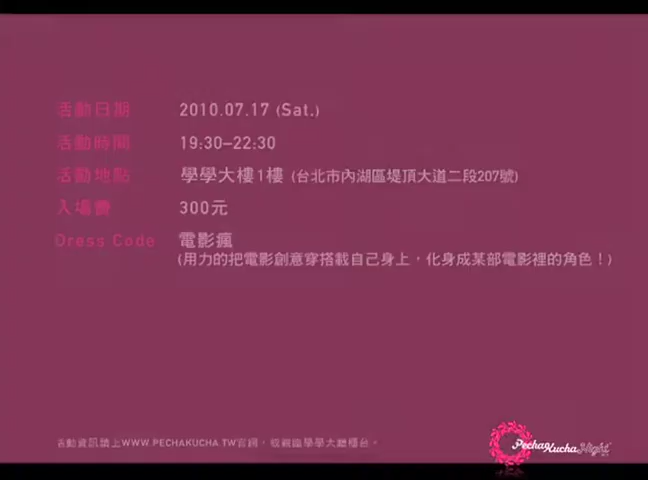 活動日期 2010.07.17 (Sat.)
活動時間 19:30–22:30
活動地點 學學大樓1樓 (台北市內湖區堤頂大道二段207號)
入場費 300元
Dress Code 電影瘋
(用力的把電影創意穿搭載自己身上，化身成某部電影裡的角色！)
活動資訊請上WWW.PECHAKUCHA.TW官網，或親臨學學大廳櫃台。
Pecha Kucha Night